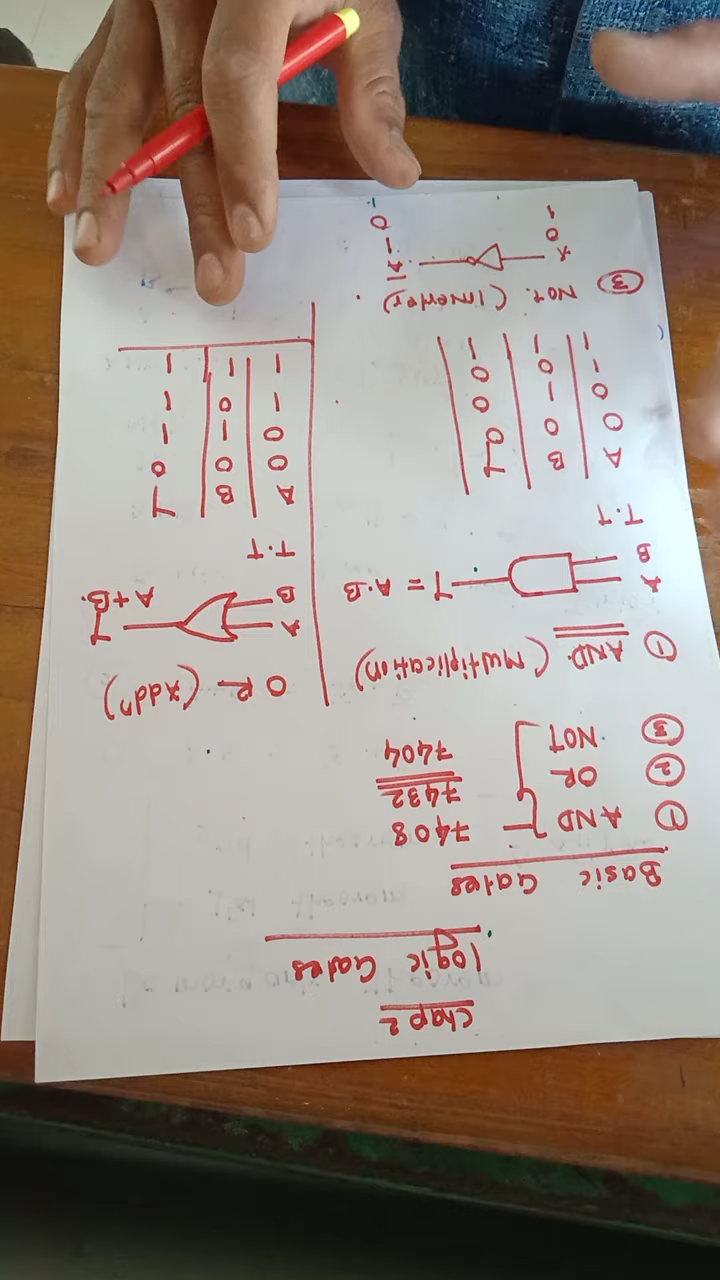 Chap 2
Logic Gates
Basic Gates
① AND 7408
② OR 7432
③ NOT 7404
① AND. (Multiplication)
A
B
Y = A.B
T.T
A B Y
0 0 0
0 1 0
1 0 0
1 1 1
OR (Addⁿ)
A
B
Y
A+B.
T.T
A B Y
0 0 0
0 1 1
1 0 1
1 1 1
③ NOT. (Inverter)
A Ā
0 1
1 0